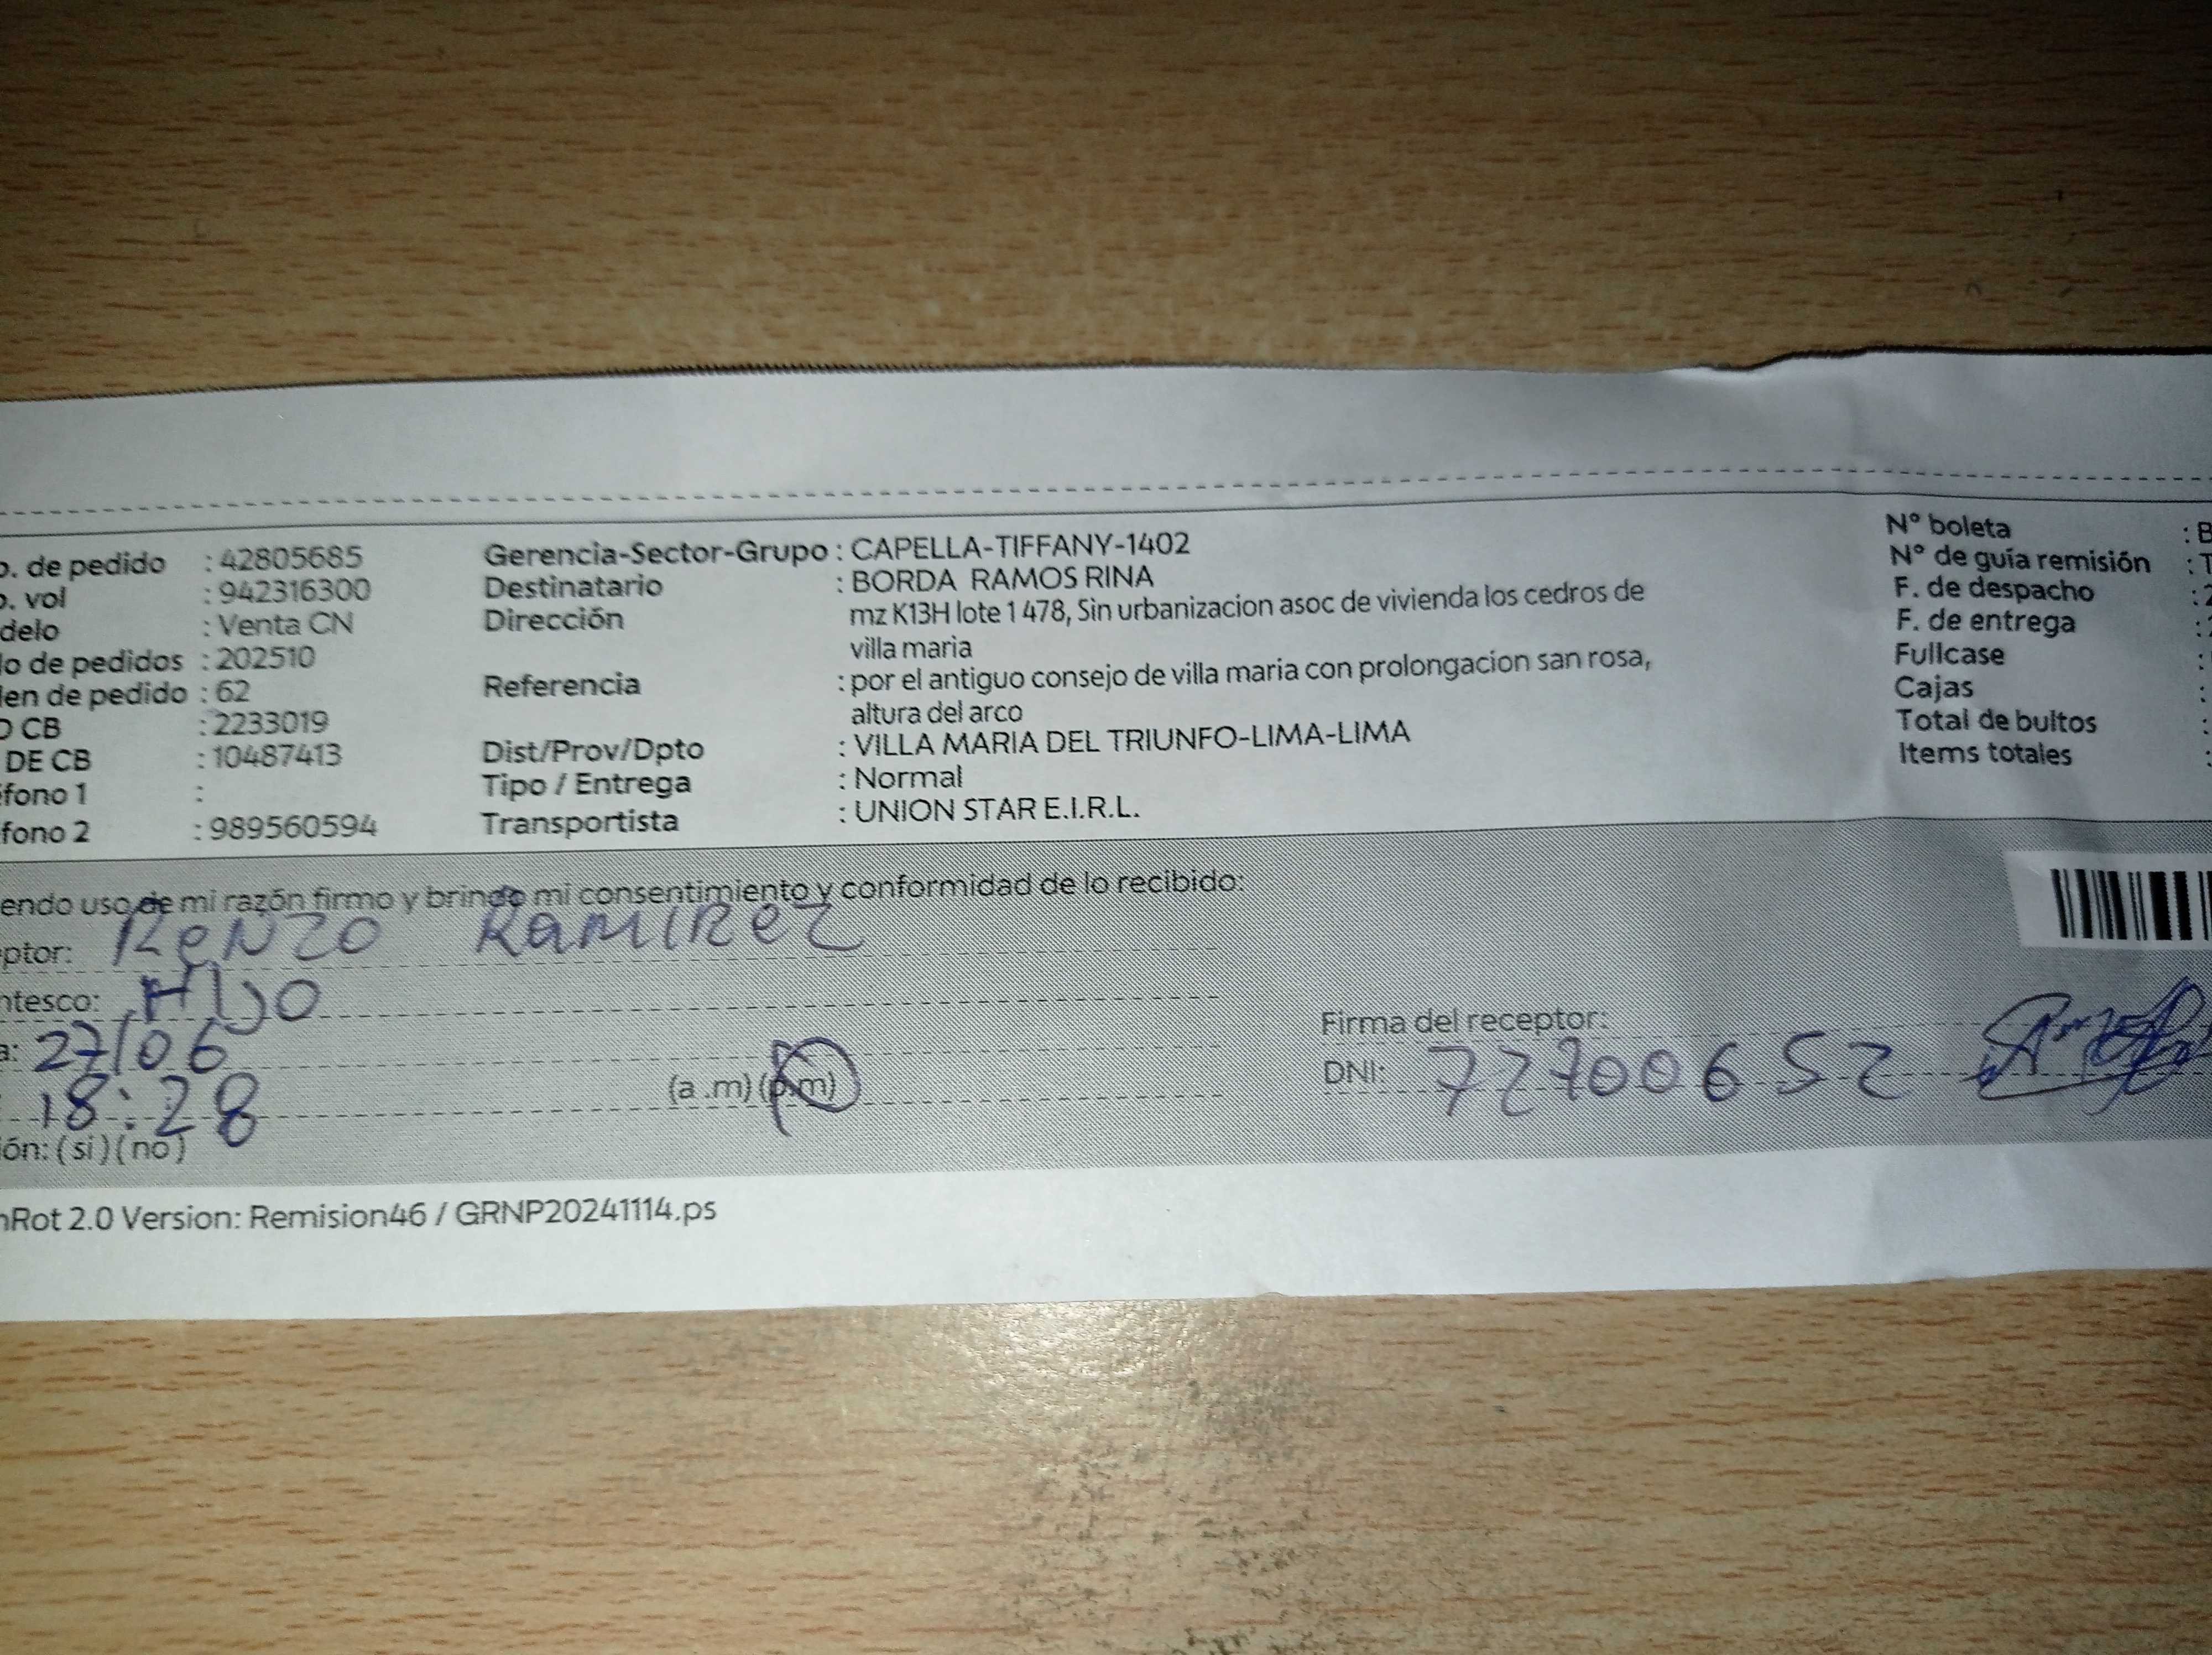 o. de pedido : 42805685
o. vol : 942316300
delo : Venta CN
lo de pedidos : 202510
len de pedido : 62
O CB : 2233019
DE CB : 10487413
éfono 1 :
fono 2 : 989560594
Gerencia-Sector-Grupo : CAPELLA-TIFFANY-1402
Destinatario : BORDA RAMOS RINA
Dirección mz K13H lote 1 478, Sin urbanizacion asoc de vivienda los cedros de
villa maria
Referencia : por el antiguo consejo de villa maria con prolongacion san rosa,
altura del arco
Dist/Prov/Dpto : VILLA MARIA DEL TRIUNFO-LIMA-LIMA
Tipo / Entrega : Normal
Transportista : UNION STAR E.I.R.L.
N° boleta : B
N° de guía remisión : T
F. de despacho : 2
F. de entrega : 2
Fullcase :
Cajas :
Total de bultos :
Items totales :
endo uso de mi razón firmo y brindo mi consentimiento y conformidad de lo recibido:
ptor: RENZO RAMIREZ
ntesco: HIJO
a: 27/06
18:28 (a .m) (p.m)
ón: (si) (no)
Firma del receptor:
DNI: 72700652
nRot 2.0 Version: Remision46 / GRNP20241114.ps